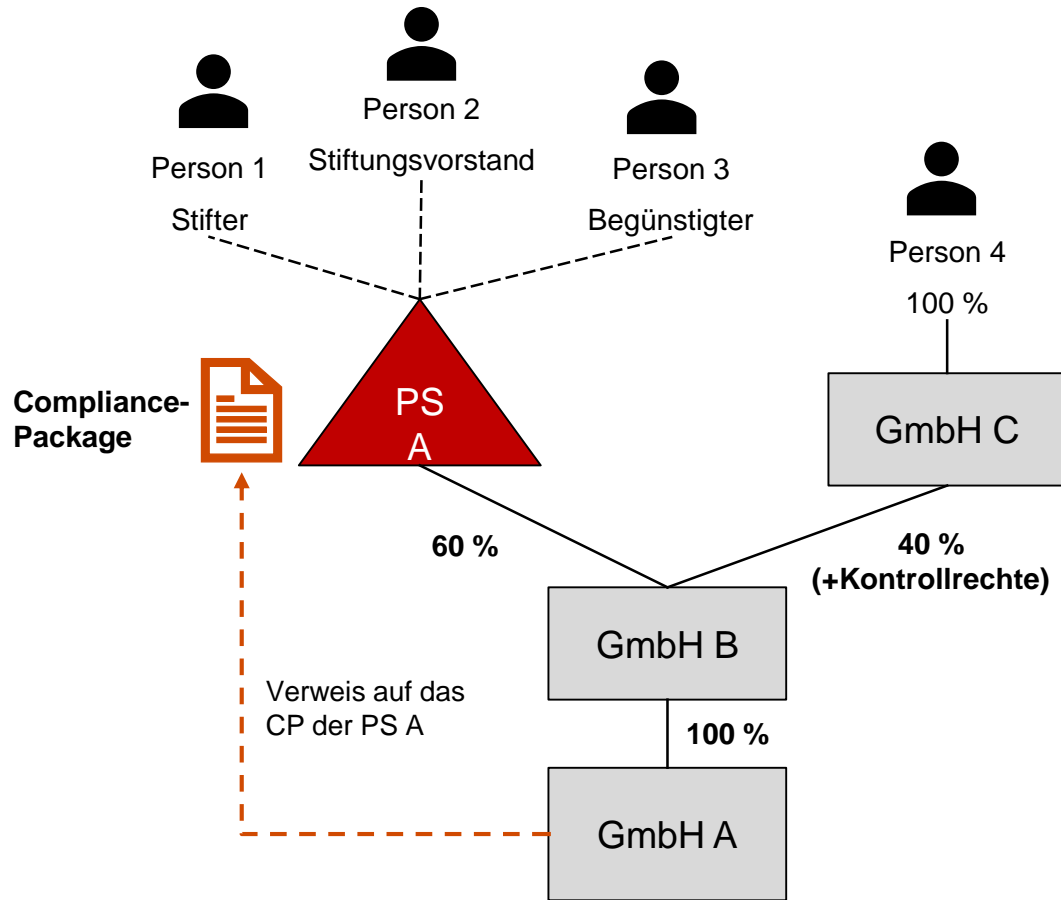 Person 1
Stifter
Person 2
Stiftungsvorstand
Person 3
Begünstigter
Person 4
100 %
Compliance-
Package
PS
A
GmbH C
60 %
40 %
(+Kontrollrechte)
GmbH B
Verweis auf das
CP der PS A
100 %
GmbH A